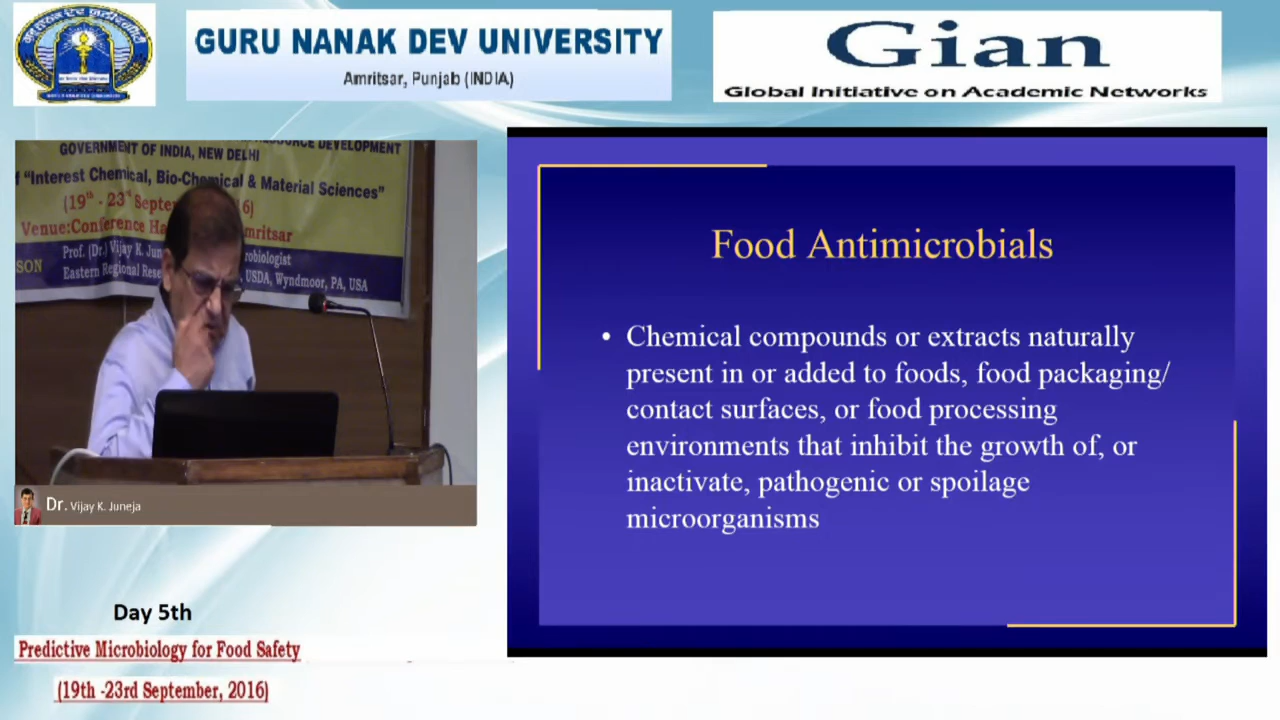 GURU NANAK DEV UNIVERSITY
Amritsar, Punjab (INDIA)
Gian
Global Initiative on Academic Networks
GOVERNMENT OF INDIA, NEW DELHI
DEVELOPMENT
"Interest Chemical, Bio-Chemical & Material Sciences"
(19th - 23rd
Venue:Conference
Prof. (Dr.) Vijay K.
SON Eastern Regional
USDA, Wyndmoor, PA, USA
Dr. Vijay K. Juneja
Food Antimicrobials
• Chemical compounds or extracts naturally
present in or added to foods, food packaging/
contact surfaces, or food processing
environments that inhibit the growth of, or
inactivate, pathogenic or spoilage
microorganisms
Day 5th
Predictive Microbiology for Food Safety
(19th -23rd September, 2016)